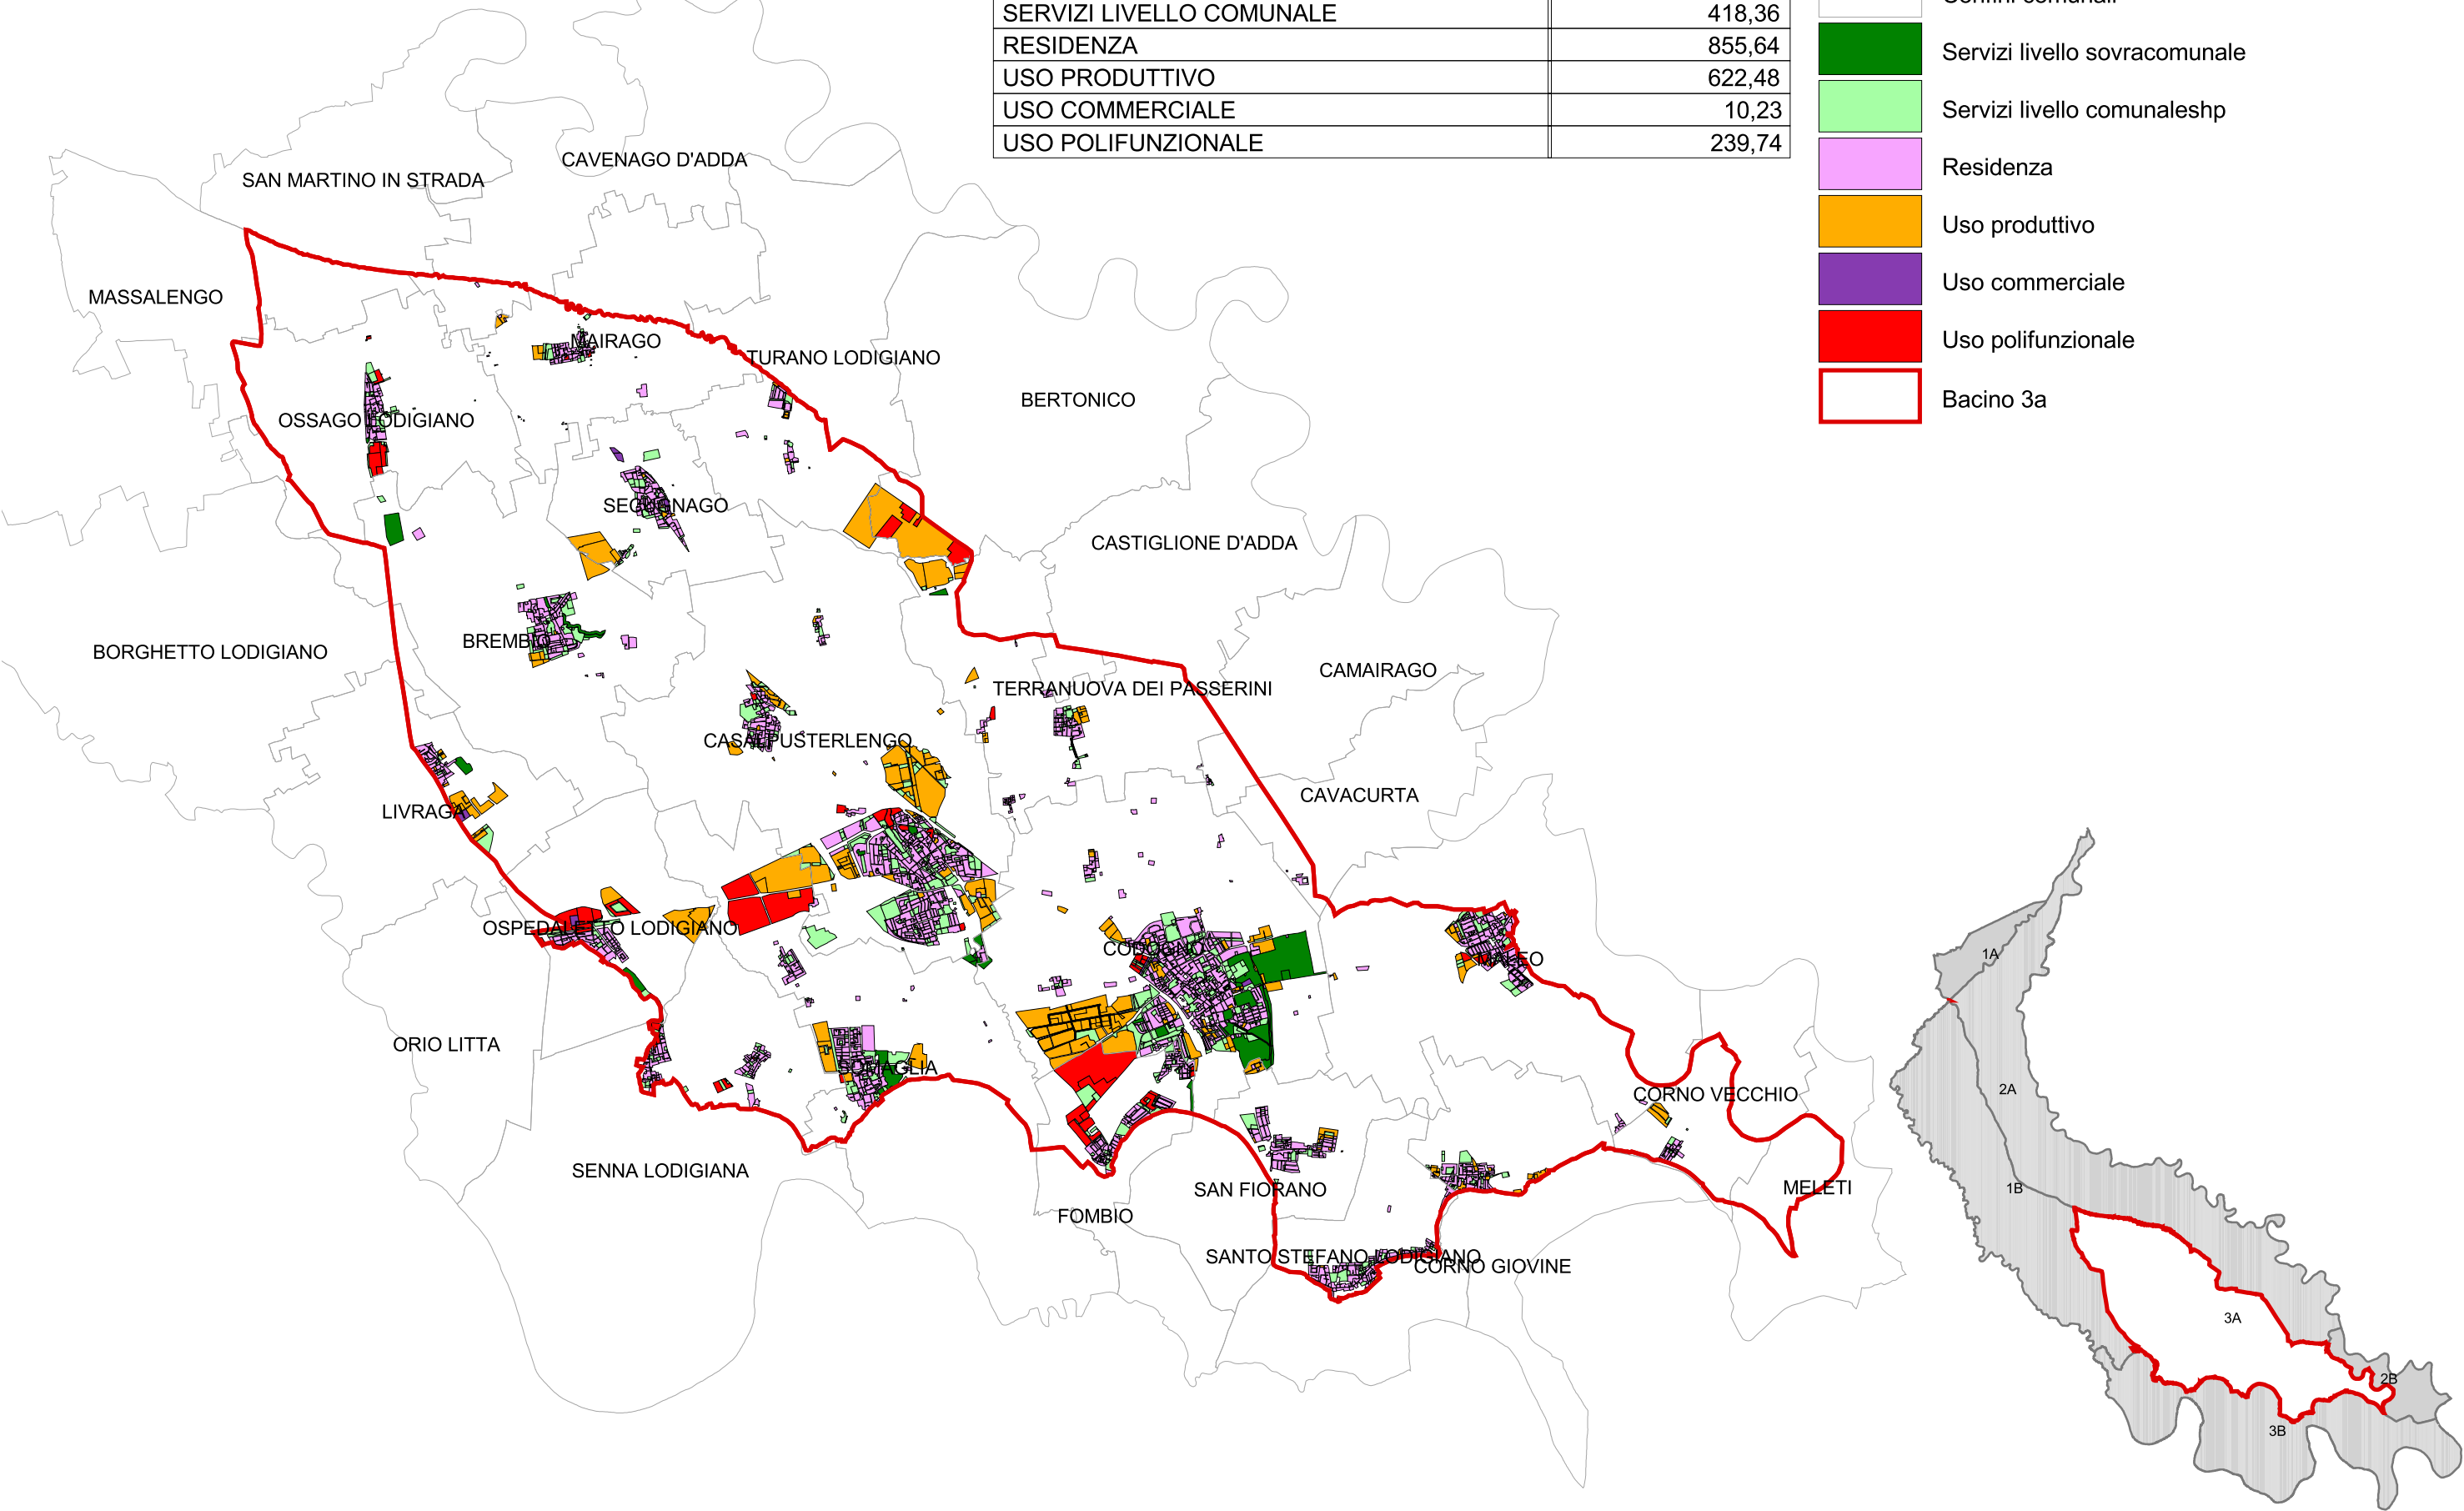 SERVIZI LIVELLO COMUNALE 418,36
RESIDENZA 855,64
USO PRODUTTIVO 622,48
USO COMMERCIALE 10,23
USO POLIFUNZIONALE 239,74
Confini comunali
Servizi livello sovracomunale
Servizi livello comunaleshp
Residenza
Uso produttivo
Uso commerciale
Uso polifunzionale
Bacino 3a
CAVENAGO D'ADDA
SAN MARTINO IN STRADA
MASSALENGO
MAIRAGO
TURANO LODIGIANO
BERTONICO
OSSAGO LODIGIANO
SECUGNAGO
CASTIGLIONE D'ADDA
BREMBIO
BORGHETTO LODIGIANO
CAMAIRAGO
TERRANUOVA DEI PASSERINI
CASALPUSTERLENGO
CAVACURTA
LIVRAGA
OSPEDALETTO LODIGIANO
CODOGNO
MALEO
ORIO LITTA
SOMAGLIA
CORNO VECCHIO
SENNA LODIGIANA
SAN FIORANO
MELETI
FOMBIO
SANTO STEFANO LODIGIANO
CORNO GIOVINE
1A
2A
1B
3A
2B
3B